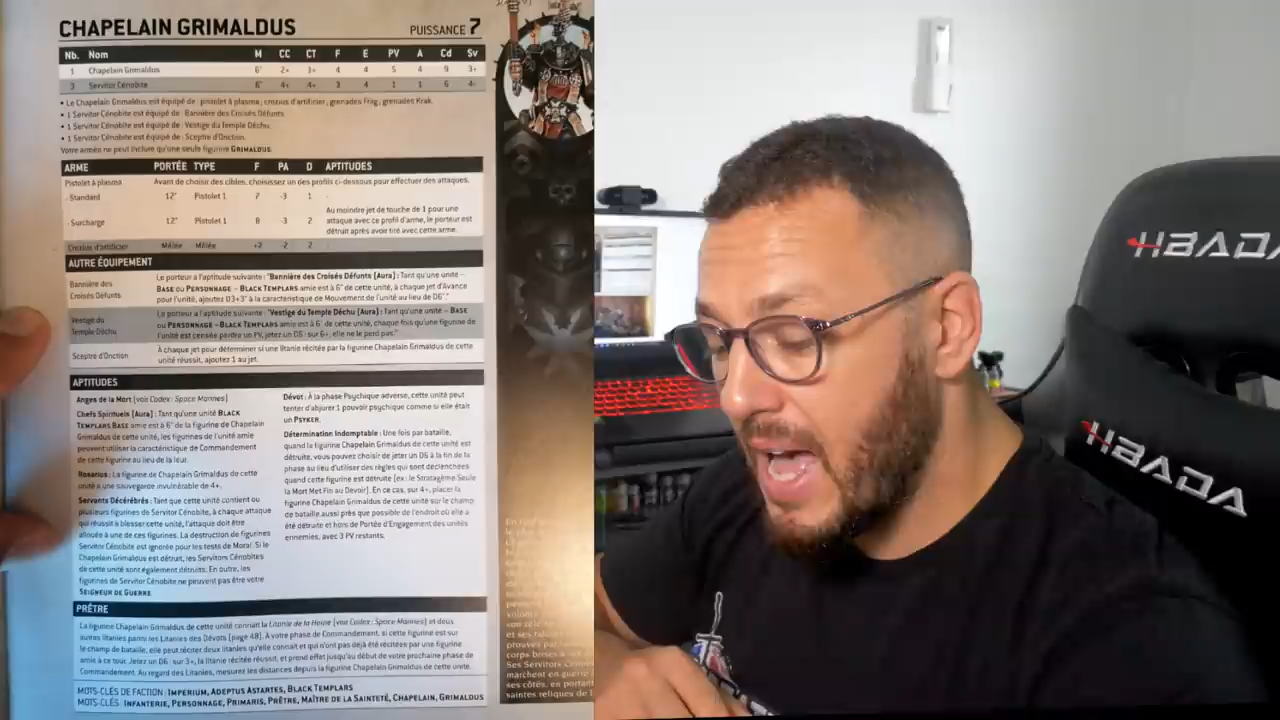 CHAPELAIN GRIMALDUS
PUISSANCE 7
Nb. Nom M CC CT F E PV A Cd Sv
1 Chapelain Grimaldus 6" 2+ 3+ 4 4 5 4 9 3+
3 Servitor Cénobite 6" 4+ 4+ 3 4 1 1 6 4+
• Le Chapelain Grimaldus est équipé de : pistolet à plasma ; crozius d'artificier ; grenades Frag ; grenades Krak.
• 1 Servitor Cénobite est équipé de : Bannière des Croisés Défunts.
• 1 Servitor Cénobite est équipé de : Vestige du Temple Déchu.
• 1 Servitor Cénobite est équipé de : Sceptre d'Onction.
Votre armée ne peut inclure qu'une seule figurine GRIMALDUS.
ARME PORTÉE TYPE F PA D APTITUDES
Pistolet à plasma Avant de choisir des cibles, choisissez un des profils ci-dessous pour effectuer des attaques.
- Standard 12" Pistolet 1 7 -3 1 -
- Surcharge 12" Pistolet 1 8 -3 2 Au moindre jet de touche de 1 pour une
attaque avec ce profil d'arme, le porteur est
détruit après avoir tiré avec cette arme.
Crozius d'artificier Mêlée Mêlée +2 -2 2 -
AUTRE ÉQUIPEMENT
Bannière des
Croisés Défunts
Le porteur a l'aptitude suivante : "Bannière des Croisés Défunts (Aura) : Tant qu'une unité –
BASE ou PERSONNAGE – BLACK TEMPLARS amie est à 6" de cette unité, à chaque jet d'Avance
pour l'unité, ajoutez D3+3" à la caractéristique de Mouvement de l'unité au lieu de D6"."
Vestige du
Temple Déchu
Le porteur a l'aptitude suivante : "Vestige du Temple Déchu (Aura) : Tant qu'une unité – BASE
ou PERSONNAGE – BLACK TEMPLARS amie est à 6" de cette unité, chaque fois qu'une figurine de
l'unité est censée perdre un PV, jetez un D6 : sur 6+, elle ne le perd pas."
Sceptre d'Onction
À chaque jet pour déterminer si une litanie récitée par la figurine Chapelain Grimaldus de cette
unité réussit, ajoutez 1 au jet.
APTITUDES
Anges de la Mort (voir Codex : Space Marines)
Chefs Spirituels (Aura) : Tant qu'une unité BLACK
TEMPLARS BASE amie est à 6" de la figurine de Chapelain
Grimaldus de cette unité, les figurines de l'unité amie
peuvent utiliser la caractéristique de Commandement
de cette figurine au lieu de la leur.
Rosarius : La figurine de Chapelain Grimaldus de cette
unité a une sauvegarde invulnérable de 4+.
Servants Décérébrés : Tant que cette unité contient ou
plusieurs figurines de Servitor Cénobite, à chaque attaque
qui réussit à blesser cette unité, l'attaque doit être
allouée à une de ces figurines. La destruction de figurines
Servitor Cénobite est ignorée pour les tests de Moral. Si le
Chapelain Grimaldus est détruit, les Servitors Cénobites
de cette unité sont également détruits. En outre, les
figurines de Servitor Cénobite ne peuvent pas être votre
SEIGNEUR DE GUERRE.
Dévot : À la phase Psychique adverse, cette unité peut
tenter d'abjurer 1 pouvoir psychique comme si elle était
un PSYKER.
Détermination Indomptable : Une fois par bataille,
quand la figurine Chapelain Grimaldus de cette unité est
détruite, vous pouvez choisir de jeter un D6 à la fin de la
phase au lieu d'utiliser des règles qui sont déclenchées
quand cette figurine est détruite (ex : le Stratagème Seule
la Mort Met Fin au Devoir). En ce cas, sur 4+, placer la
figurine Chapelain Grimaldus de cette unité sur le champ
de bataille aussi près que possible de l'endroit où elle a
été détruite et hors de Portée d'Engagement des unités
ennemies, avec 3 PV restants.
PRÊTRE
La figurine Chapelain Grimaldus de cette unité connaît la Litanie de la Haine (voir Codex : Space Marines) et deux
autres litanies parmi les Litanies des Dévots (page 48). À votre phase de Commandement, si cette figurine est sur
le champ de bataille, elle peut réciter deux litanies qu'elle connaît et qui n'ont pas déjà été récitées par une figurine
amie à ce tour. Jetez un D6 : sur 3+, la litanie récitée réussit, et prend effet jusqu'au début de votre prochaine phase de
Commandement. Au regard des Litanies, mesurez les distances depuis la figurine Chapelain Grimaldus de cette unité.
MOTS-CLÉS DE FACTION : IMPERIUM, ADEPTUS ASTARTES, BLACK TEMPLARS
MOTS-CLÉS : INFANTERIE, PERSONNAGE, PRIMARIS, PRÊTRE, MAÎTRE DE LA SAINTETÉ, CHAPELAIN, GRIMALDUS
prouvés par
corps brisés
Ses Servitors
marchent en guerre
ses côtés, en
saintes reliques de
HBADA
HBADA